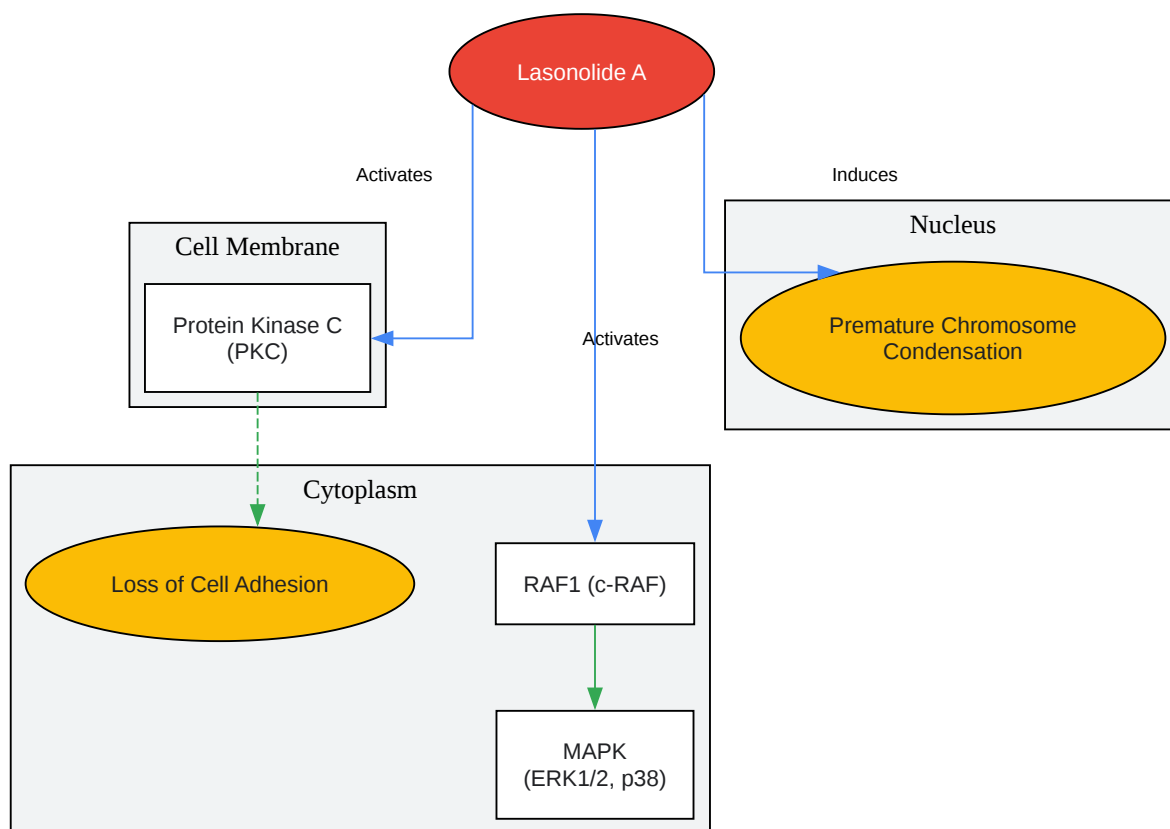 Lasonolide A
Activates
Induces
Nucleus
Cell Membrane
Protein Kinase C
(PKC)
Activates
Premature Chromosome
Condensation
Cytoplasm
Loss of Cell Adhesion
RAF1 (c-RAF)
MAPK
(ERK1/2, p38)